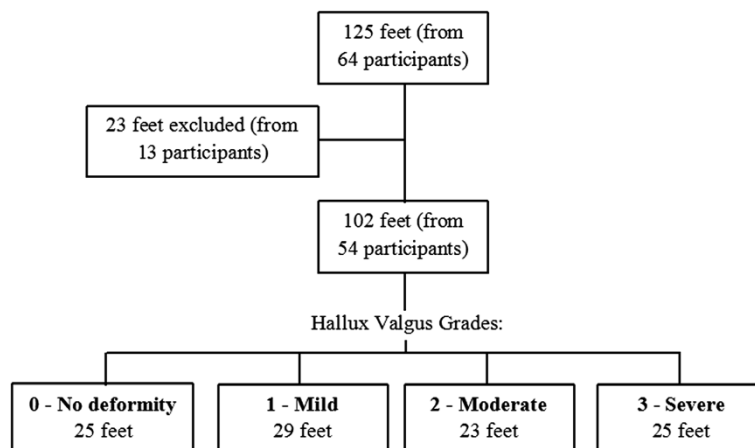 125 feet (from
64 participants)
23 feet excluded (from
13 participants)
102 feet (from
54 participants)
Hallux Valgus Grades:
0 - No deformity
25 feet
1 - Mild
29 feet
2 - Moderate
23 feet
3 - Severe
25 feet